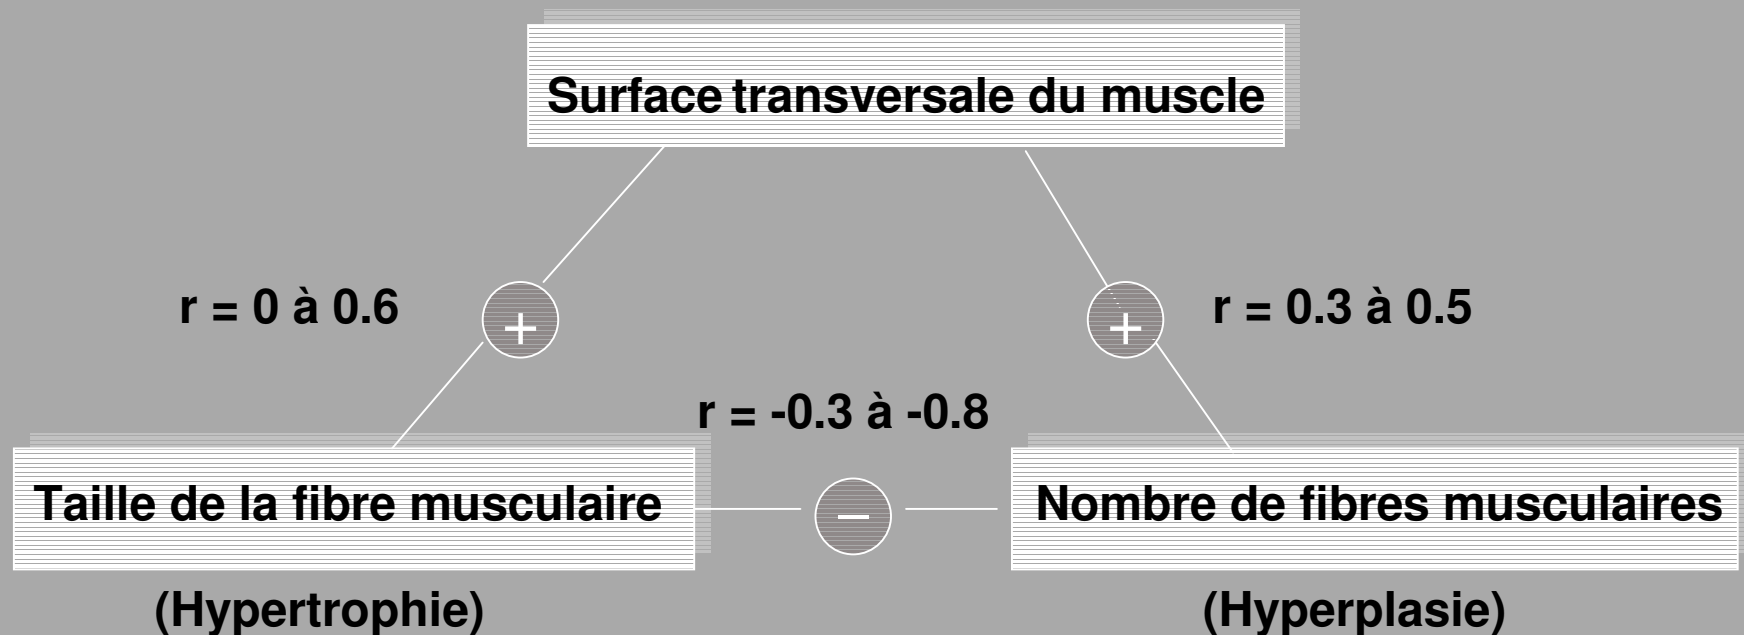 Surface transversale du muscle
r = 0 à 0.6
+
+
r = 0.3 à 0.5
r = -0.3 à -0.8
Taille de la fibre musculaire
−
Nombre de fibres musculaires
(Hypertrophie)
(Hyperplasie)